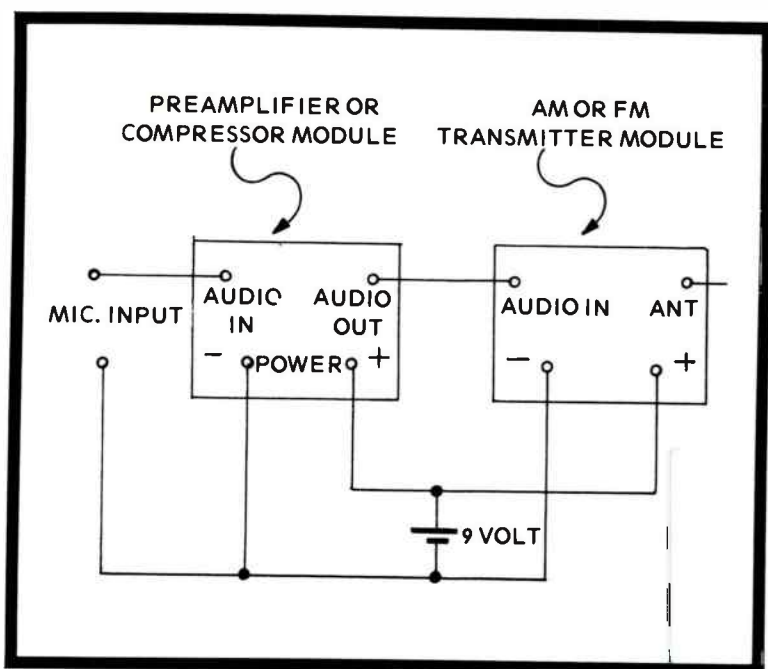 PREAMPLIFIER OR
COMPRESSOR MODULE
AM OR FM
TRANSMITTER MODULE
MIC. INPUT
AUDIO
IN
AUDIO
OUT
− POWER +
AUDIO IN
ANT
− +
9 VOLT